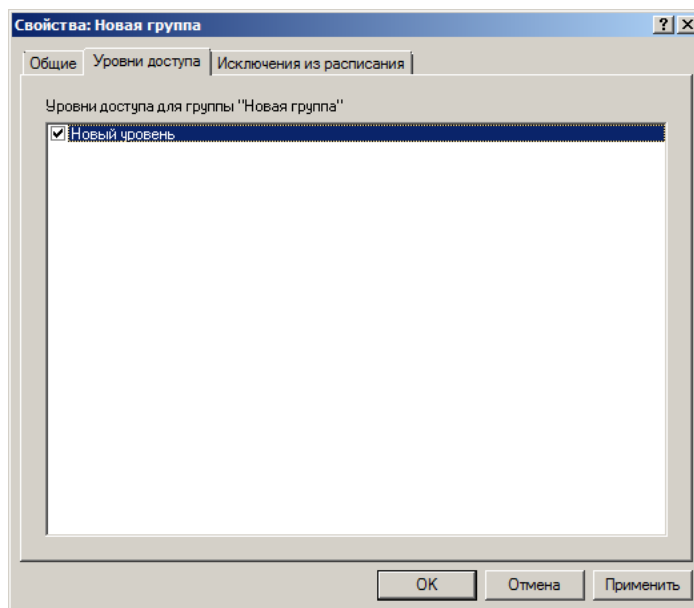 Свойства: Новая группа
Общие Уровни доступа Исключения из расписания
Уровни доступа для группы "Новая группа"
Новый уровень
OK Отмена Применить